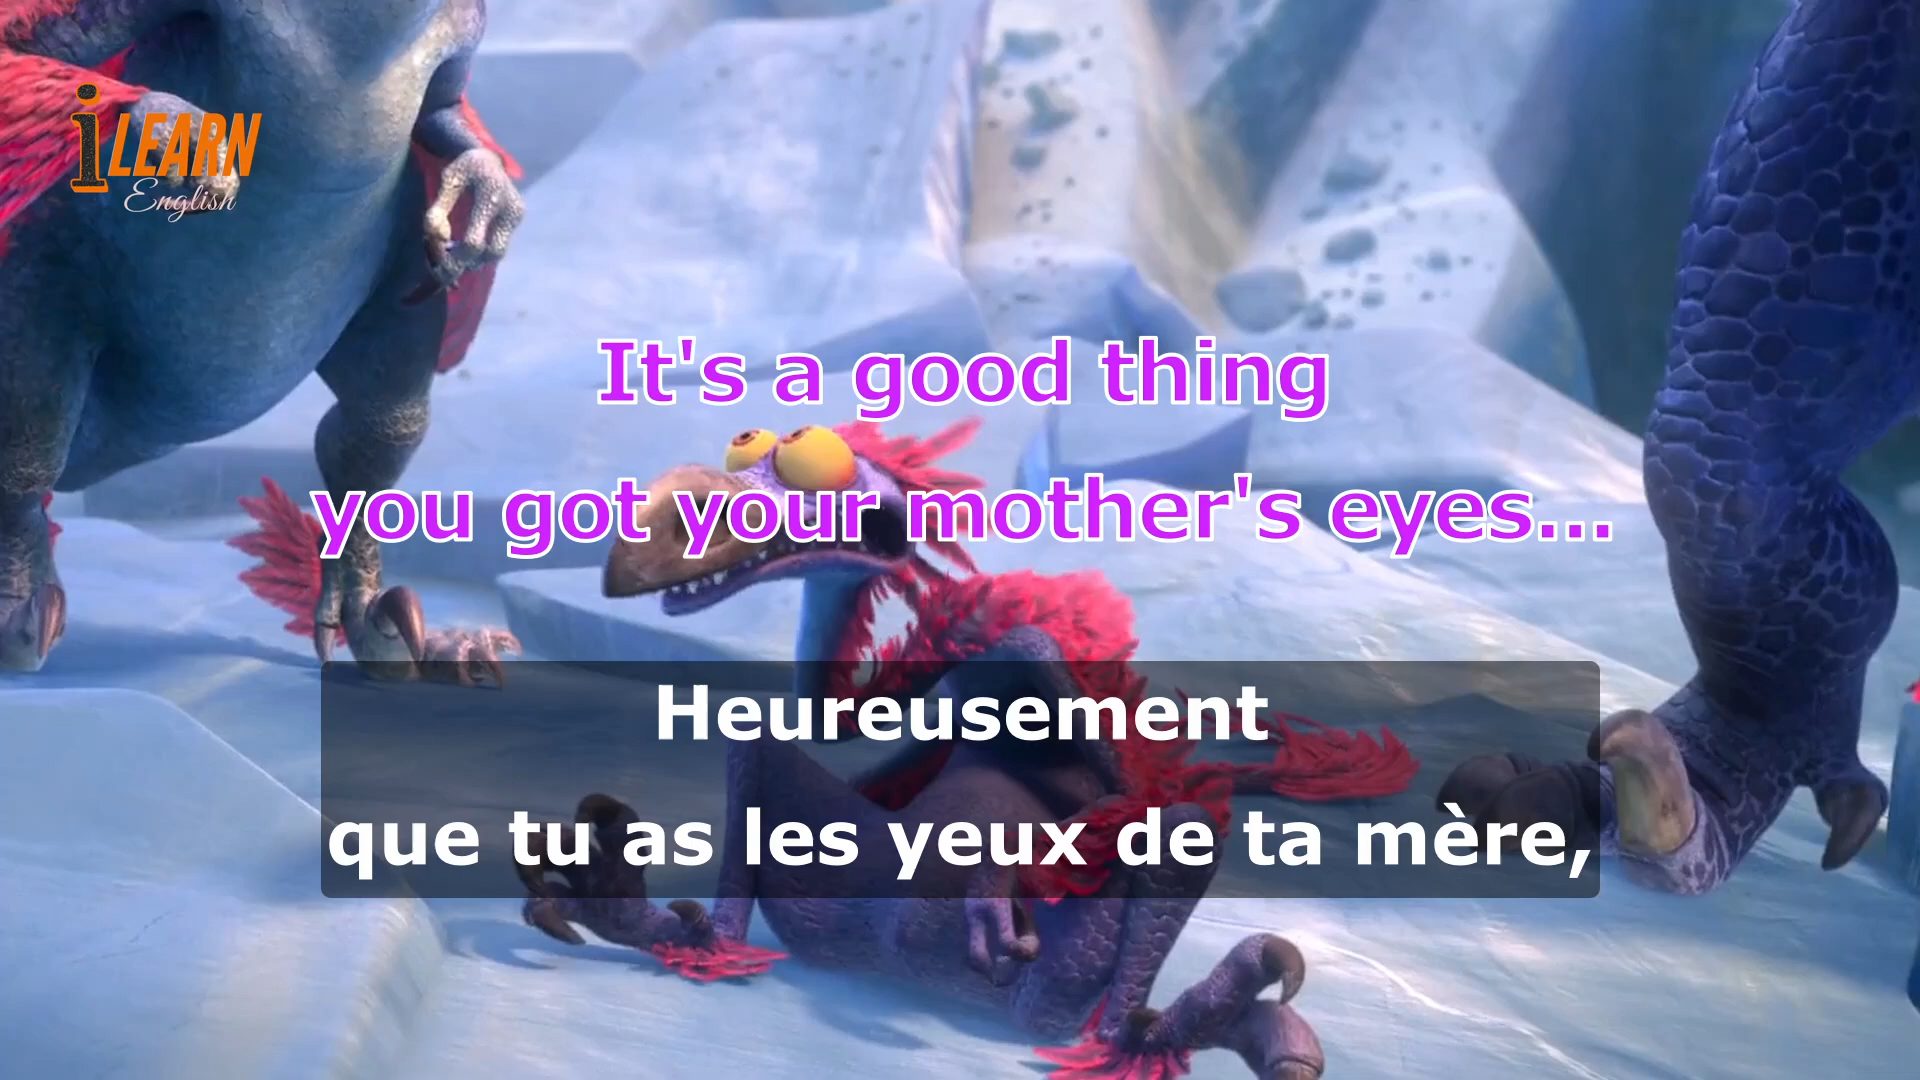 iLEARN
English
It's a good thing
you got your mother's eyes...
Heureusement
que tu as les yeux de ta mère,